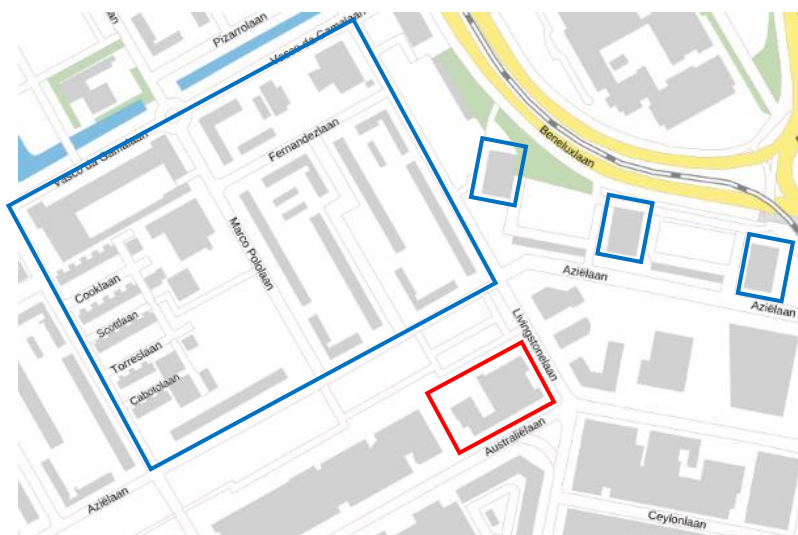 Pizarrolaan
Vasco da Gamalaan
Vasco da Gamalaan
Fernandezlaan
Beneluxlaan
Marco Pololaan
Cooklaan
Scottlaan
Torreslaan
Cabotolaan
Aziëlaan
Aziëlaan
Livingstonelaan
Australiëlaan
Aziëlaan
Ceylonlaan